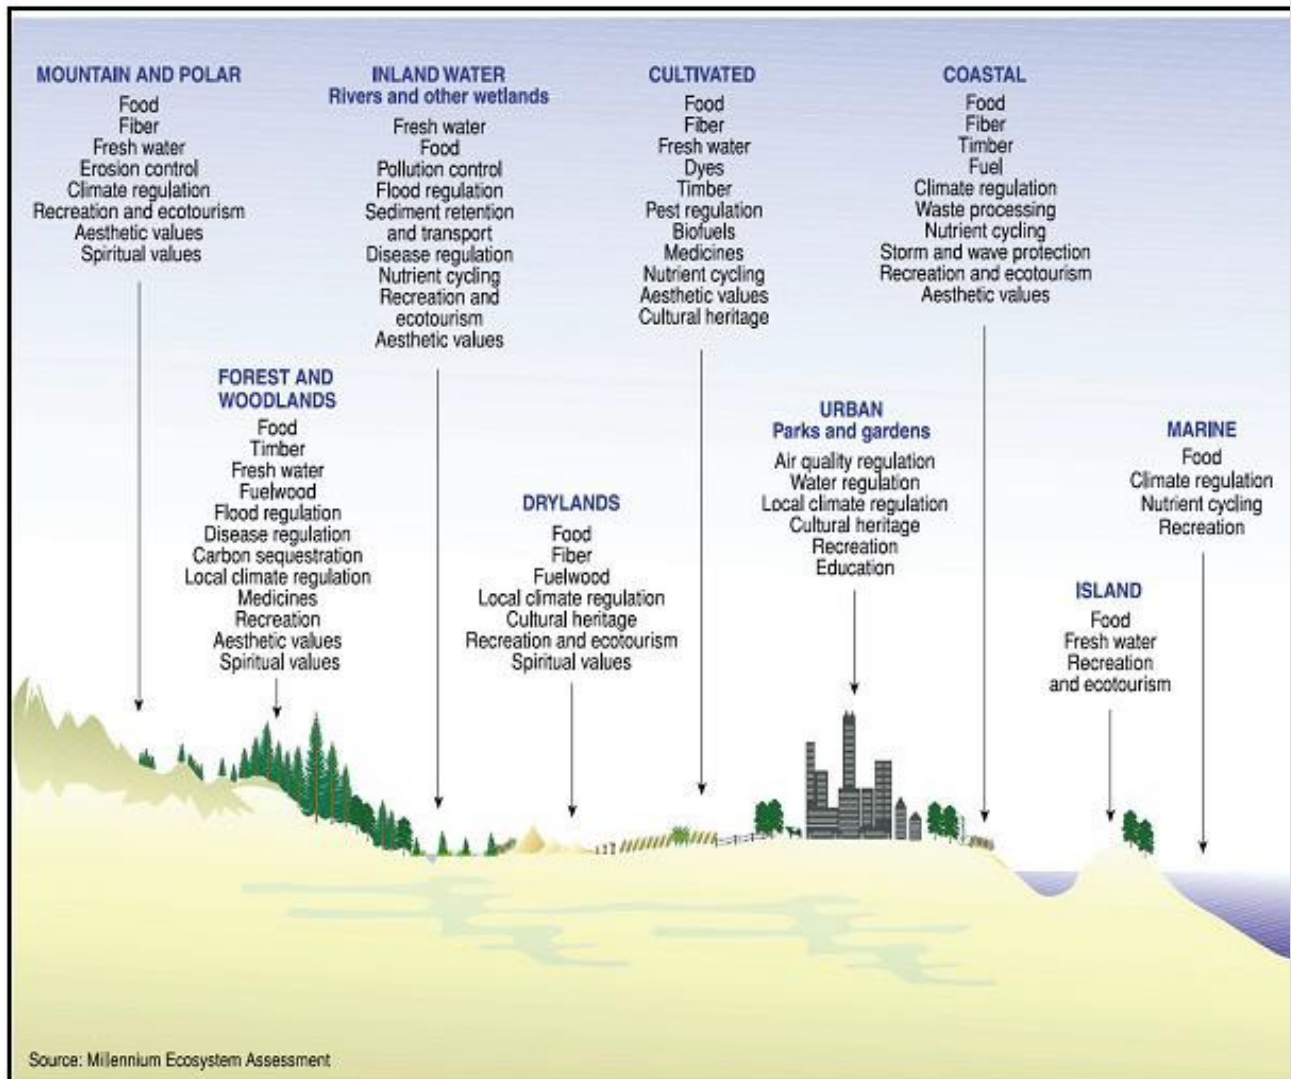 MOUNTAIN AND POLAR
Food
Fiber
Fresh water
Erosion control
Climate regulation
Recreation and ecotourism
Aesthetic values
Spiritual values
INLAND WATER
Rivers and other wetlands
Fresh water
Food
Pollution control
Flood regulation
Sediment retention
and transport
Disease regulation
Nutrient cycling
Recreation and
ecotourism
Aesthetic values
CULTIVATED
Food
Fiber
Fresh water
Dyes
Timber
Pest regulation
Biofuels
Medicines
Nutrient cycling
Aesthetic values
Cultural heritage
COASTAL
Food
Fiber
Timber
Fuel
Climate regulation
Waste processing
Nutrient cycling
Storm and wave protection
Recreation and ecotourism
Aesthetic values
FOREST AND
WOODLANDS
Food
Timber
Fresh water
Fuelwood
Flood regulation
Disease regulation
Carbon sequestration
Local climate regulation
Medicines
Recreation
Aesthetic values
Spiritual values
DRYLANDS
Food
Fiber
Fuelwood
Local climate regulation
Cultural heritage
Recreation and ecotourism
Spiritual values
URBAN
Parks and gardens
Air quality regulation
Water regulation
Local climate regulation
Cultural heritage
Recreation
Education
MARINE
Food
Climate regulation
Nutrient cycling
Recreation
ISLAND
Food
Fresh water
Recreation
and ecotourism
Source: Millennium Ecosystem Assessment